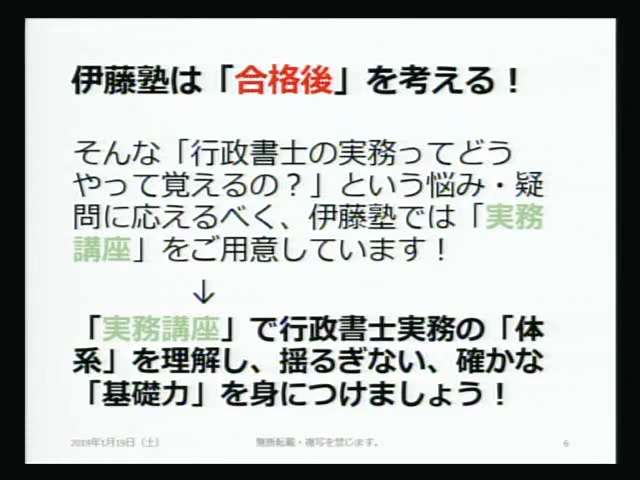 伊藤塾は「合格後」を考える！
そんな「行政書士の実務ってどう
やって覚えるの？」という悩み・疑
問に応えるべく、伊藤塾では「実務
講座」をご用意しています！
↓
「実務講座」で行政書士実務の「体
系」を理解し、揺るぎない、確かな
「基礎力」を身につけましょう！
2019年1月19日（土）
無断転載・複写を禁じます。
6